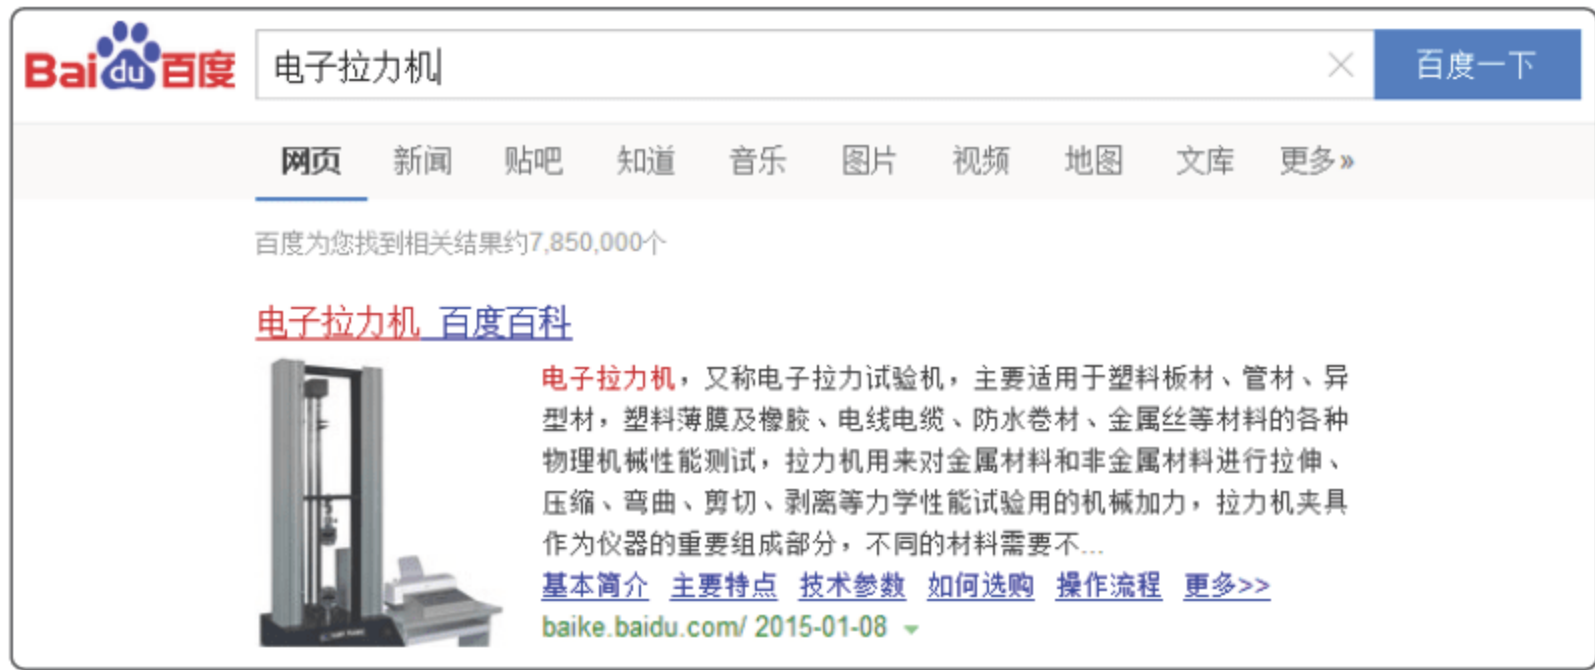 Bai du 百度 电子拉力机 百度一下
网页 新闻 贴吧 知道 音乐 图片 视频 地图 文库 更多»
百度为您找到相关结果约7,850,000个
电子拉力机_百度百科
电子拉力机，又称电子拉力试验机，主要适用于塑料板材、管材、异
型材，塑料薄膜及橡胶、电线电缆、防水卷材、金属丝等材料的各种
物理机械性能测试，拉力机用来对金属材料和非金属材料进行拉伸、
压缩、弯曲、剪切、剥离等力学性能试验用的机械加力，拉力机夹具
作为仪器的重要组成部分，不同的材料需要不...
基本简介 主要特点 技术参数 如何选购 操作流程 更多>>
baike.baidu.com/ 2015-01-08